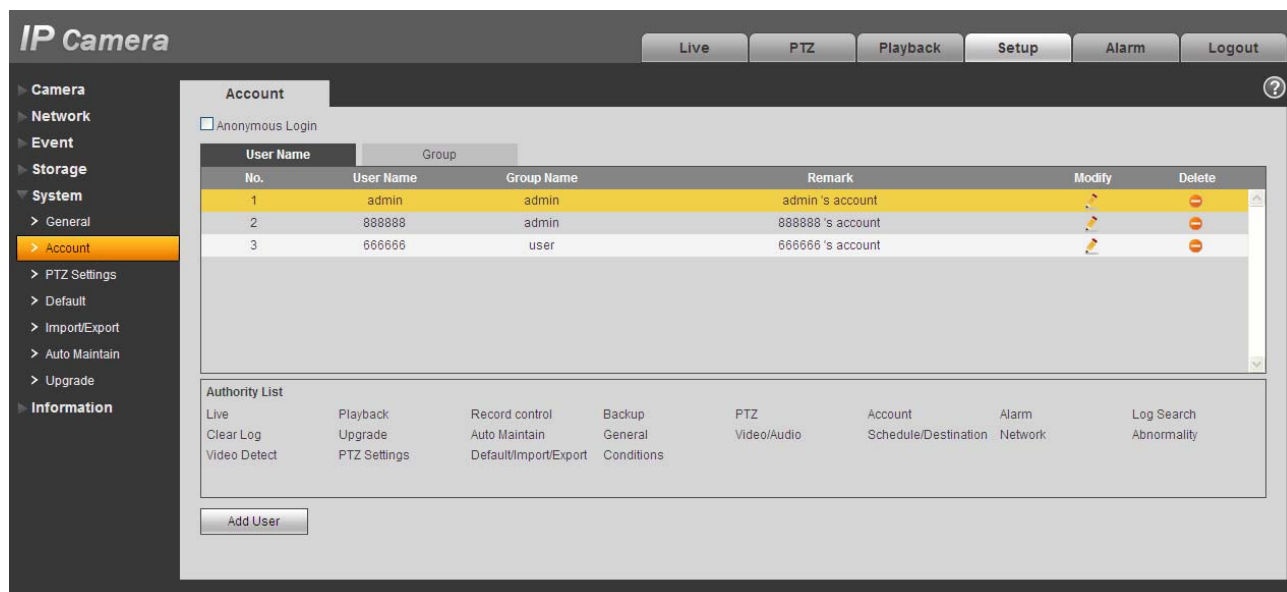 IP Camera
Live PTZ Playback Setup Alarm Logout
Camera
Network
Event
Storage
System
> General
> Account
> PTZ Settings
> Default
> Import/Export
> Auto Maintain
> Upgrade
Information
Account
?
Anonymous Login
User Name Group
No. User Name Group Name Remark Modify Delete
1 admin admin admin 's account
2 888888 admin 888888 's account
3 666666 user 666666 's account
Authority List
Live Playback Record control Backup PTZ Account Alarm Log Search
Clear Log Upgrade Auto Maintain General Video/Audio Schedule/Destination Network Abnormality
Video Detect PTZ Settings Default/Import/Export Conditions
Add User